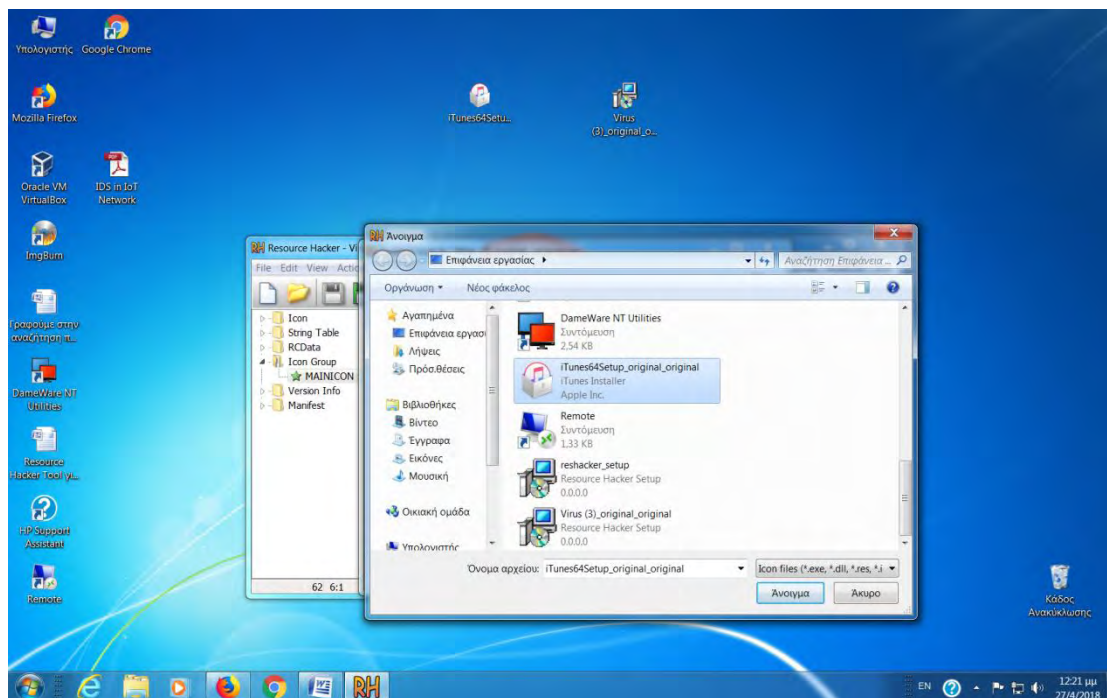 Υπολογιστής
Google Chrome
Mozilla Firefox
iTunes64Setu...
Virus
(3)_original_o...
Oracle VM
VirtualBox
IDS in IoT
Network
ImgBurn
Γραφουμε στην
αναζήτηση π...
DameWare NT
Utilities
Resource
Hacker Tool γι...
HP Support
Assistant
Remote
Κάδος
Ανακύκλωσης
Resource Hacker - Vi
File Edit View Actio
Icon
String Table
RCData
Icon Group
MAINICON
Version Info
Manifest
62 6:1
RH Άνοιγμα
Επιφάνεια εργασίας
Αναζήτηση Επιφάνεια ...
Οργάνωση
Νέος φάκελος
Αγαπημένα
Επιφάνεια εργασί
Λήψεις
Πρόσ.θέσεις
Βιβλιοθήκες
Βίντεο
Έγγραφα
Εικόνες
Μουσική
Οικιακή ομάδα
Υπολογιστής
DameWare NT Utilities
Συντόμευση
2,54 KB
iTunes64Setup_original_original
iTunes Installer
Apple Inc.
Remote
Συντόμευση
1,33 KB
reshacker_setup
Resource Hacker Setup
0.0.0.0
Virus (3)_original_original
Resource Hacker Setup
0.0.0.0
Όνομα αρχείου: iTunes64Setup_original_original
Icon files (*.exe, *.dll, *.res, *.i
Άνοιγμα
Άκυρο
RH
EN
12:21 μμ
27/4/2018